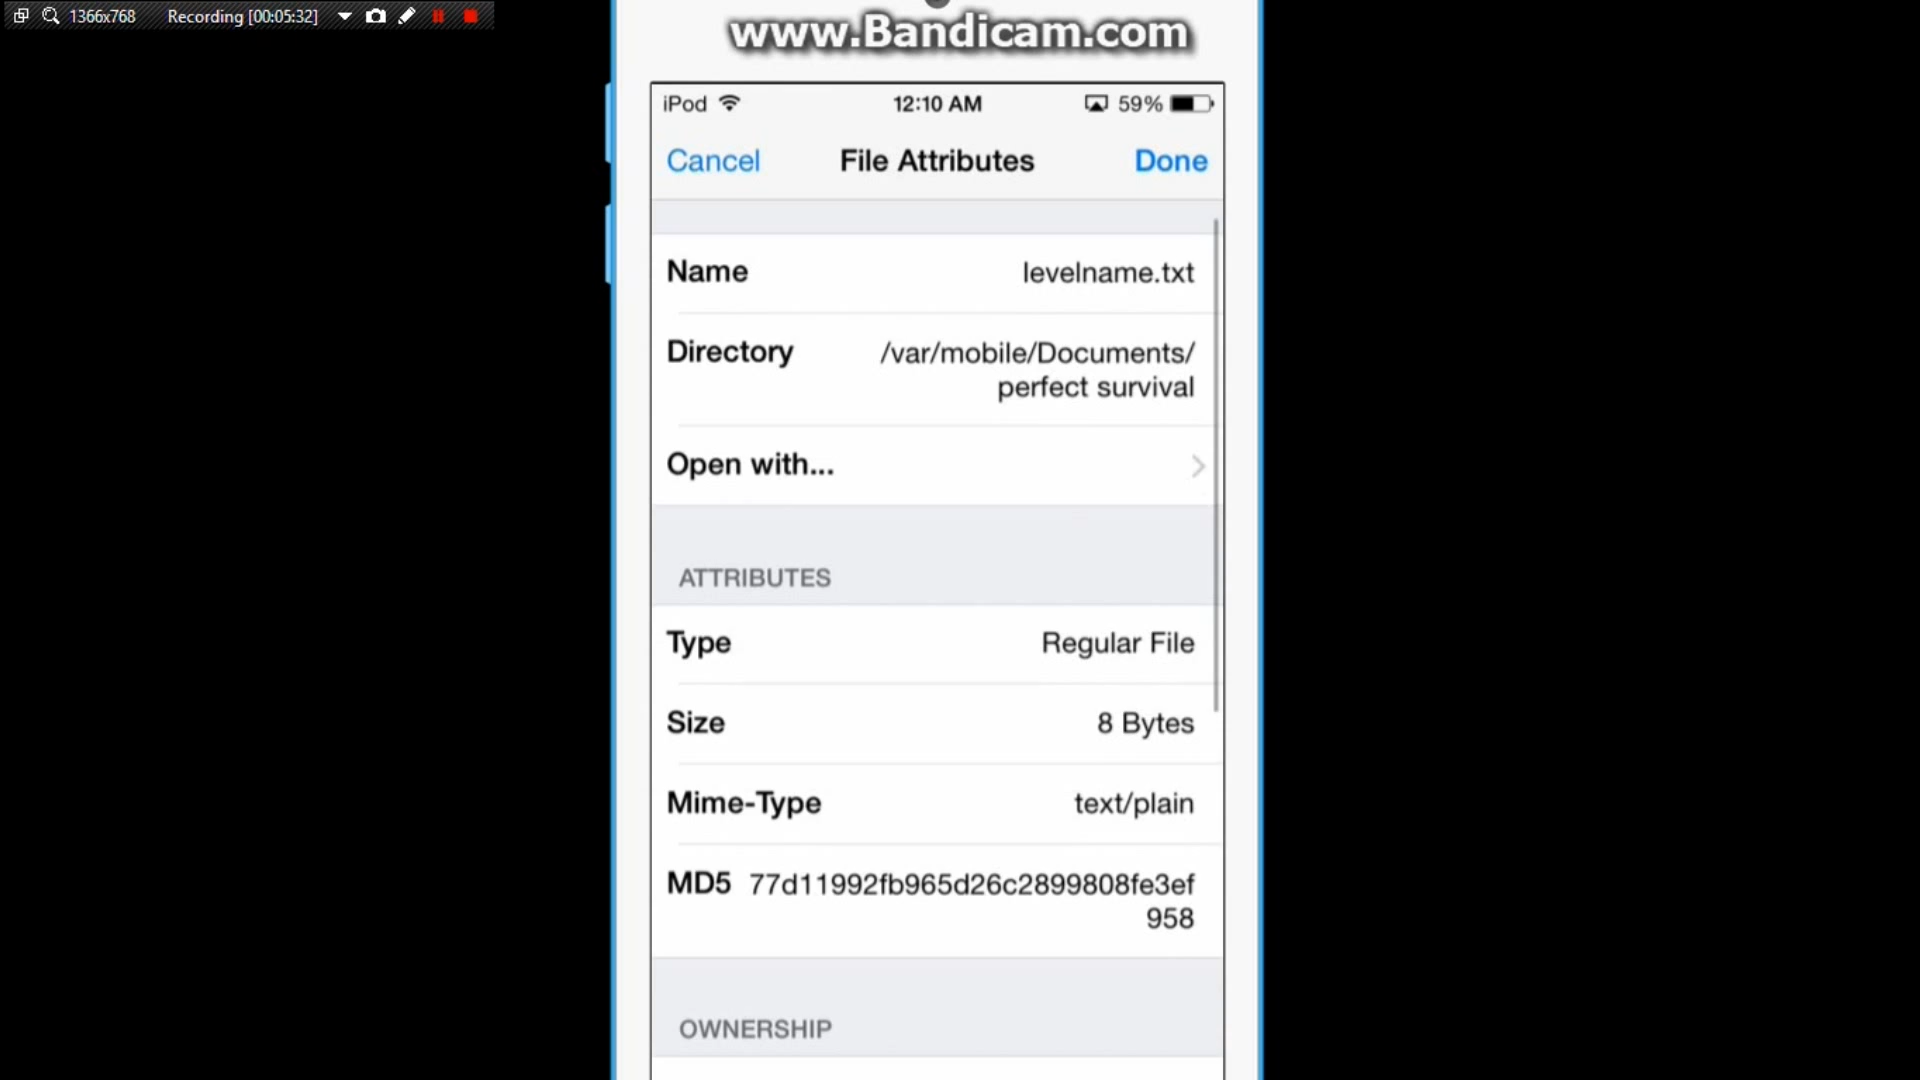 1366x768 Recording [00:05:32]
www.Bandicam.com
iPod 12:10 AM 59%
Cancel File Attributes Done
Name levelname.txt
Directory /var/mobile/Documents/
perfect survival
Open with...
ATTRIBUTES
Type Regular File
Size 8 Bytes
Mime-Type text/plain
MD5 77d11992fb965d26c2899808fe3ef
958
OWNERSHIP